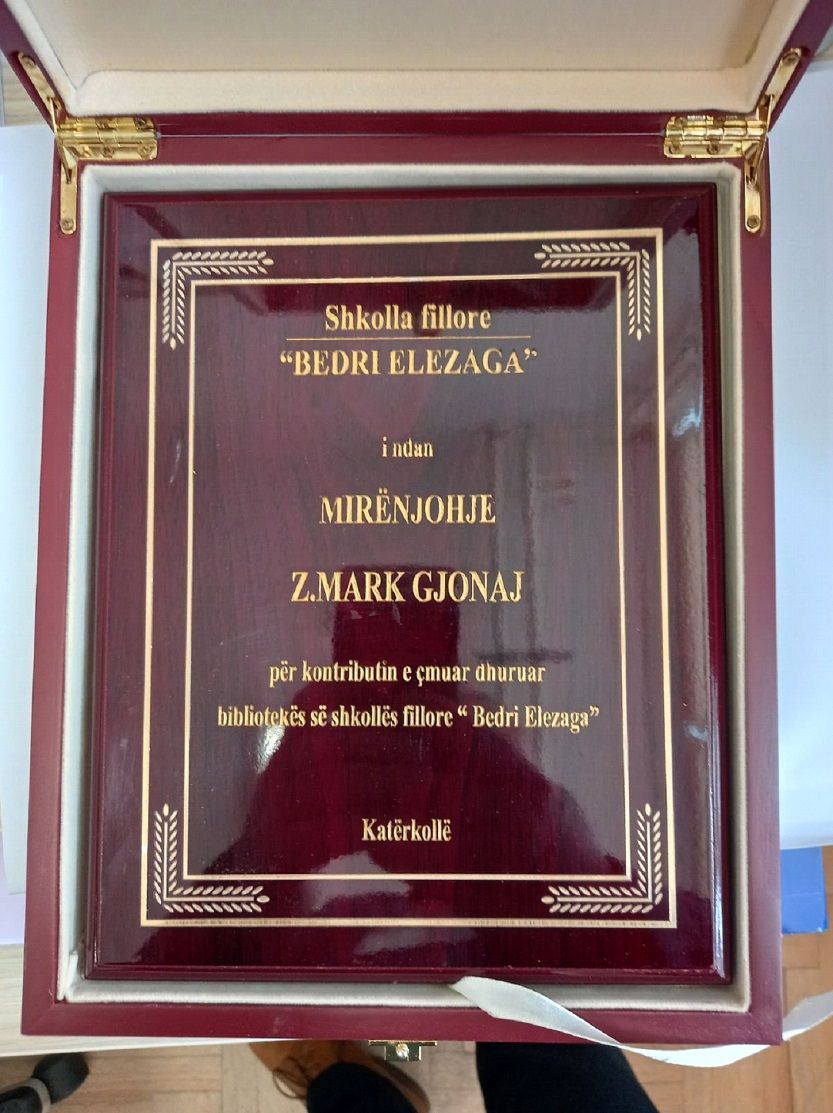 Shkolla fillore
“BEDRI ELEZAGA”
i ndan
MIRËNJOHJE
Z.MARK GJONAJ
për kontributin e çmuar dhuruar
bibliotekës së shkollës fillore “ Bedri Elezaga”
Katërkollë